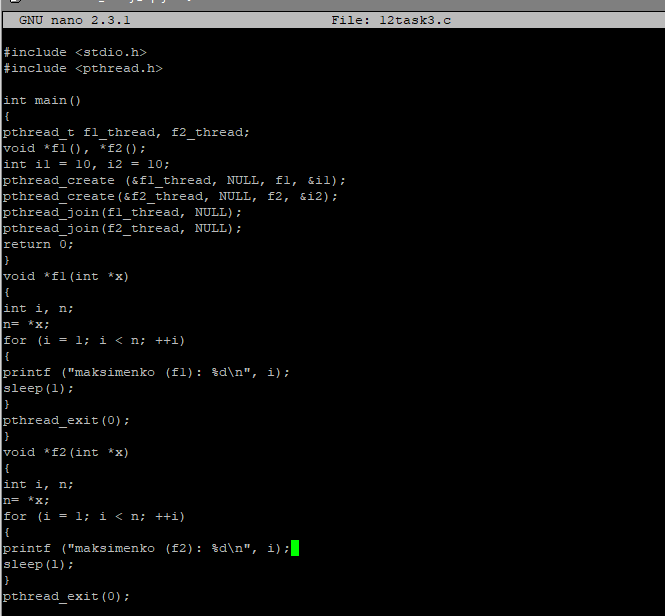 GNU nano 2.3.1 File: l2task3.c
#include <stdio.h>
#include <pthread.h>
int main()
{
pthread_t f1_thread, f2_thread;
void *f1(), *f2();
int i1 = 10, i2 = 10;
pthread_create (&f1_thread, NULL, f1, &i1);
pthread_create(&f2_thread, NULL, f2, &i2);
pthread_join(f1_thread, NULL);
pthread_join(f2_thread, NULL);
return 0;
}
void *f1(int *x)
{
int i, n;
n= *x;
for (i = 1; i < n; ++i)
{
printf ("maksimenko (f1): %d\n", i);
sleep(1);
}
pthread_exit(0);
}
void *f2(int *x)
{
int i, n;
n= *x;
for (i = 1; i < n; ++i)
{
printf ("maksimenko (f2): %d\n", i);
sleep(1);
}
pthread_exit(0);